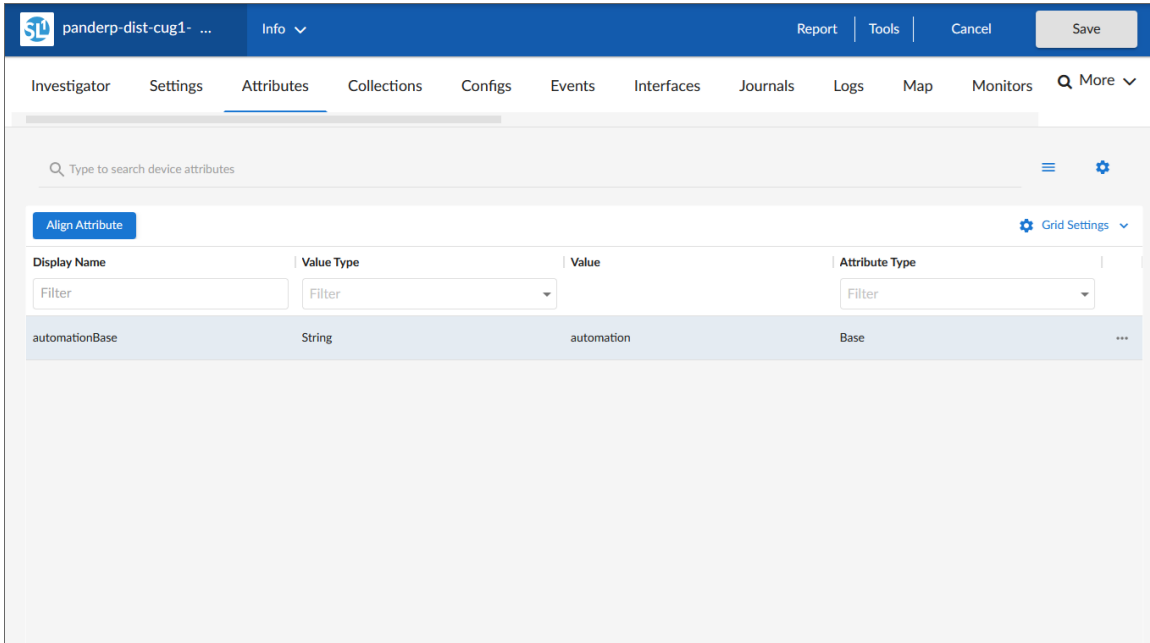 SL1 panderp-dist-cug1- ... Info Report Tools Cancel Save
Investigator Settings Attributes Collections Configs Events Interfaces Journals Logs Map Monitors More
Type to search device attributes
Align Attribute Grid Settings
Display Name Value Type Value Attribute Type
Filter Filter Filter
automationBase String automation Base ...